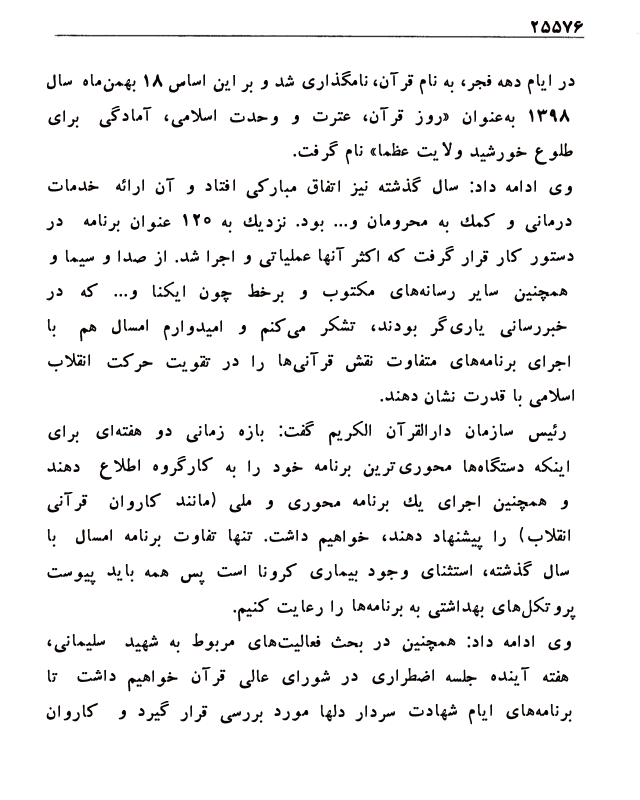 ۲۵۵۷۶
در ایام دهه فجر، به نام قرآن، نامگذاری شد و بر این اساس ۱۸ بهمن‌ماه سال
۱۳۹۸ به‌عنوان «روز قرآن، عترت و وحدت اسلامی، آمادگی برای
طلوع خورشید ولایت عظما» نام گرفت.
وی ادامه داد: سال گذشته نیز اتفاق مبارکی افتاد و آن ارائه خدمات
درمانی و کمك به محرومان و... بود. نزدیك به ۱۲۰ عنوان برنامه در
دستور کار قرار گرفت که اکثر آنها عملیاتی و اجرا شد. از صدا و سیما و
همچنین سایر رسانه‌های مکتوب و برخط چون ایکنا و... که در
خبررسانی یاری‌گر بودند، تشکر می‌کنم و امیدوارم امسال هم با
اجرای برنامه‌های متفاوت نقش قرآنی‌ها را در تقویت حرکت انقلاب
اسلامی با قدرت نشان دهند.
رئیس سازمان دارالقرآن الکریم گفت: بازه زمانی دو هفته‌ای برای
اینکه دستگاه‌ها محوری‌ترین برنامه خود را به کارگروه اطلاع دهند
و همچنین اجرای یك برنامه محوری و ملی (مانند کاروان قرآنی
انقلاب) را پیشنهاد دهند، خواهیم داشت. تنها تفاوت برنامه امسال با
سال گذشته، استثنای وجود بیماری کرونا است پس همه باید پیوست
پروتکل‌های بهداشتی به برنامه‌ها را رعایت کنیم.
وی ادامه داد: همچنین در بحث فعالیت‌های مربوط به شهید سلیمانی،
هفته آینده جلسه اضطراری در شورای عالی قرآن خواهیم داشت تا
برنامه‌های ایام شهادت سردار دلها مورد بررسی قرار گیرد و کاروان